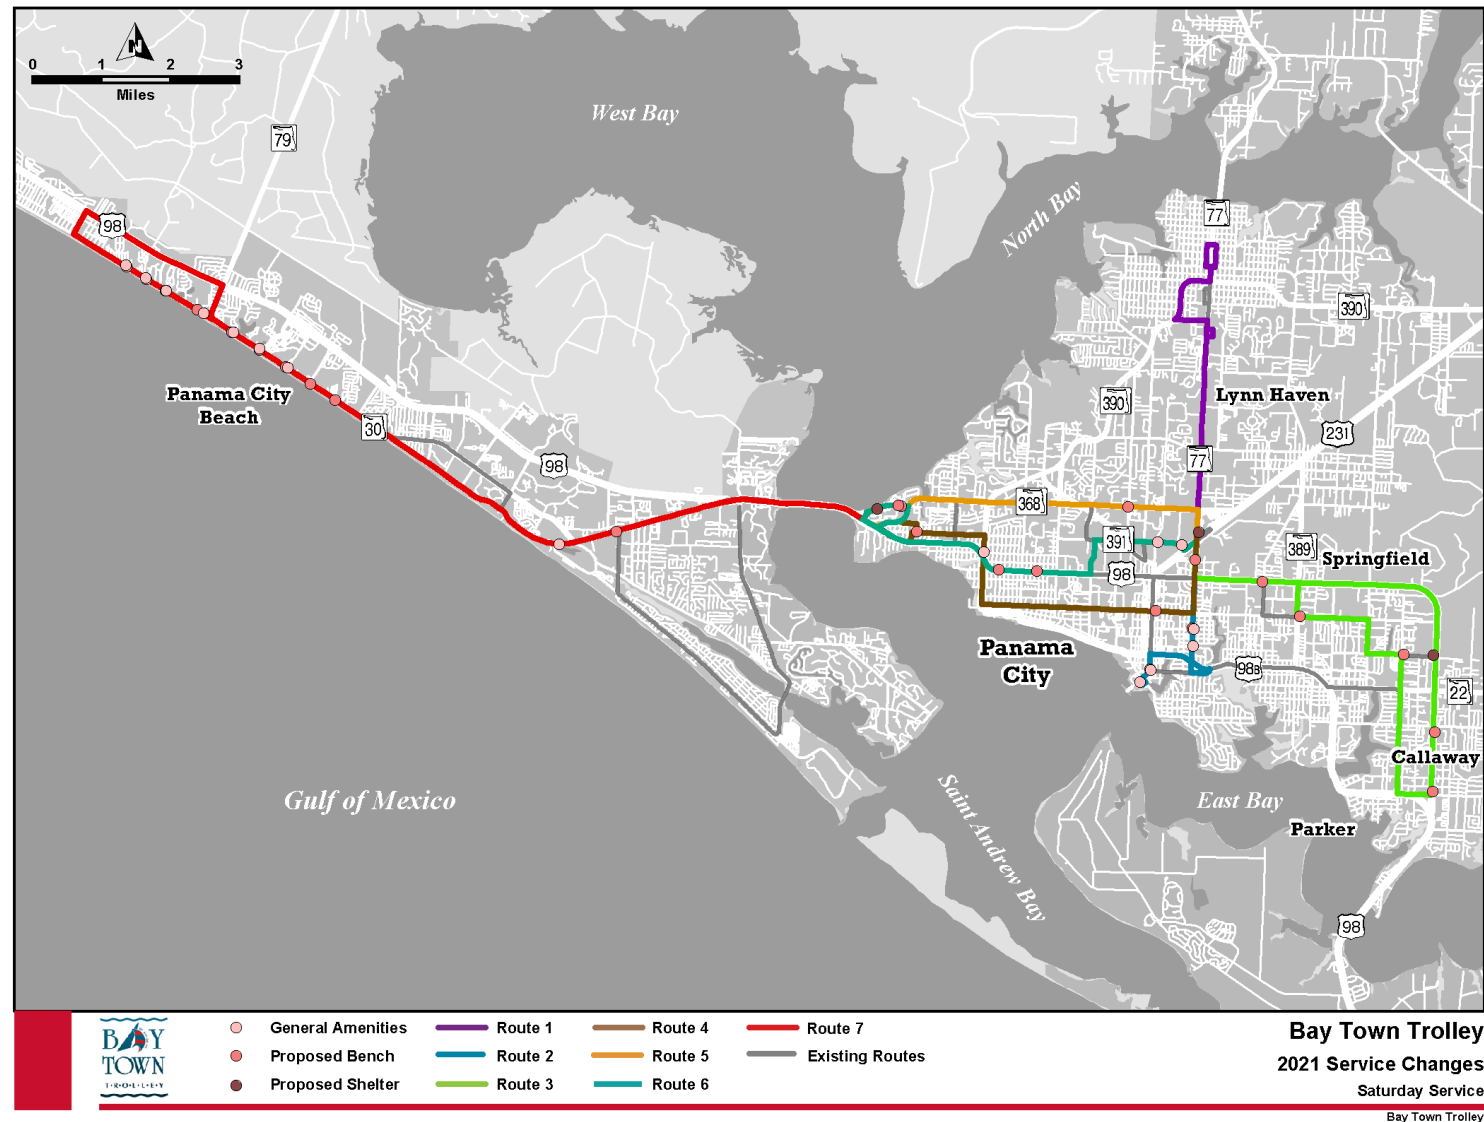 N
0 1 2 3
Miles
79
West Bay
98
North Bay
77
390
Panama City
Beach
30
390
Lynn Haven
77
231
98
368
391
98
389
Springfield
Panama
City
98B
22
Callaway
Gulf of Mexico
Saint Andrew Bay
East Bay
Parker
98
BAY
TOWN
T·R·O·L·L·E·Y
General Amenities
Proposed Bench
Proposed Shelter
Route 1
Route 2
Route 3
Route 4
Route 5
Route 6
Route 7
Existing Routes
Bay Town Trolley
2021 Service Changes
Saturday Service
Bay Town Trolley